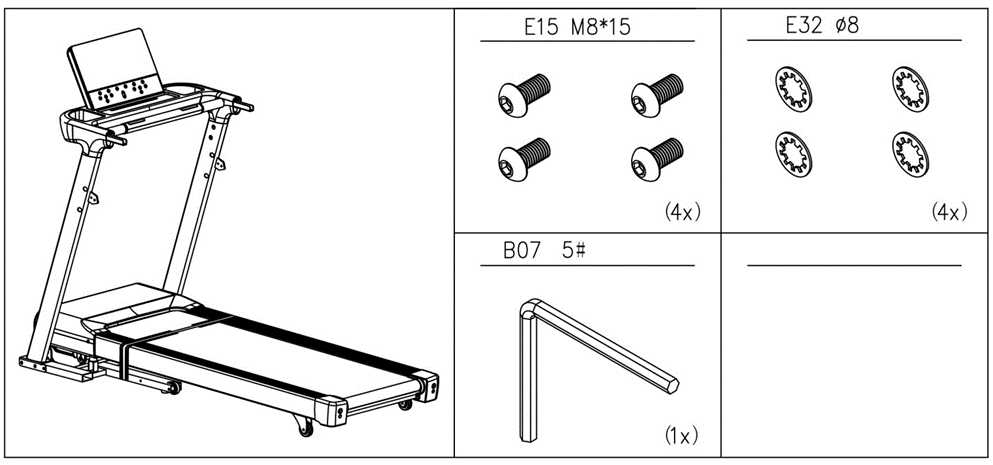 E15 M8*15
(4x)
E32 Ø8
(4x)
B07 5#
(1x)